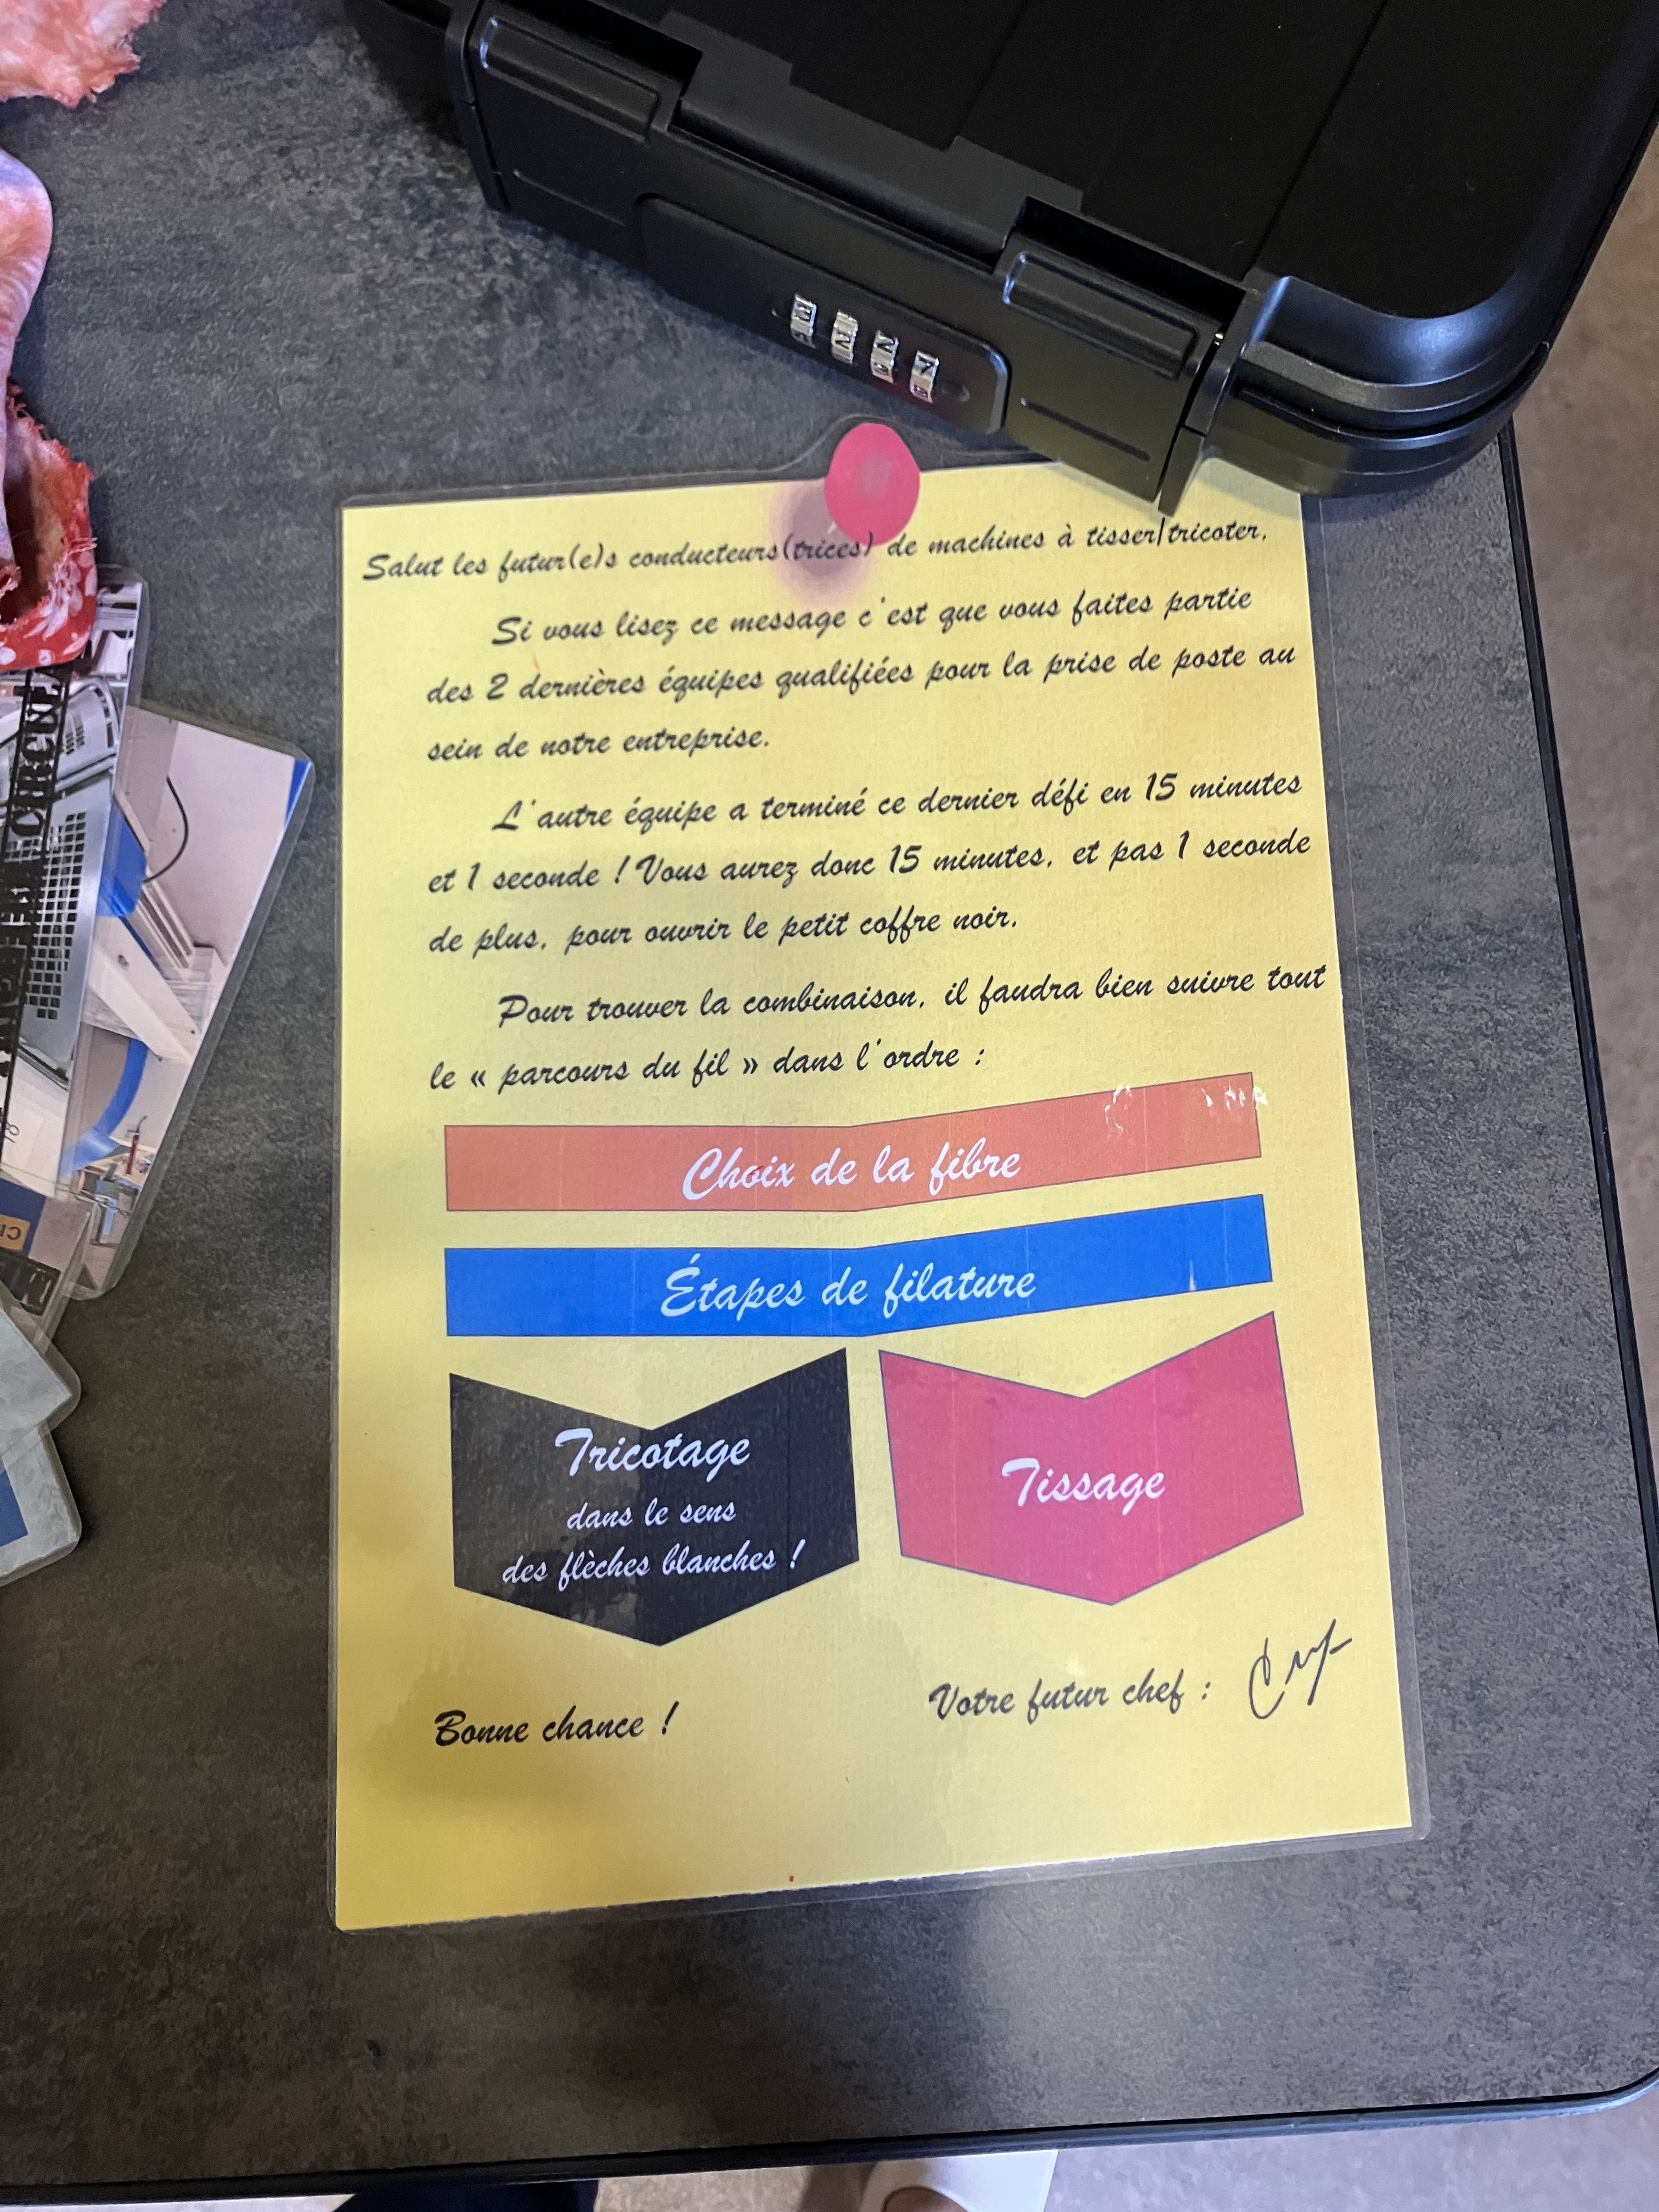 Salut les futur(e)s conducteurs(trices) de machines à tisser/tricoter,
Si vous lisez ce message c'est que vous faites partie
des 2 dernières équipes qualifiées pour la prise de poste au
sein de notre entreprise.
L'autre équipe a terminé ce dernier défi en 15 minutes
et 1 seconde ! Vous aurez donc 15 minutes, et pas 1 seconde
de plus, pour ouvrir le petit coffre noir.
Pour trouver la combinaison, il faudra bien suivre tout
le « parcours du fil » dans l'ordre :
Choix de la fibre
Étapes de filature
Tricotage
dans le sens
des flèches blanches !
Tissage
Votre futur chef :
Bonne chance !